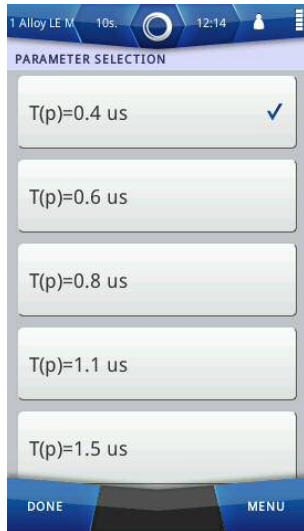 1 Alloy LE M 10s. 12:14
PARAMETER SELECTION
T(p)=0.4 us
T(p)=0.6 us
T(p)=0.8 us
T(p)=1.1 us
T(p)=1.5 us
DONE MENU